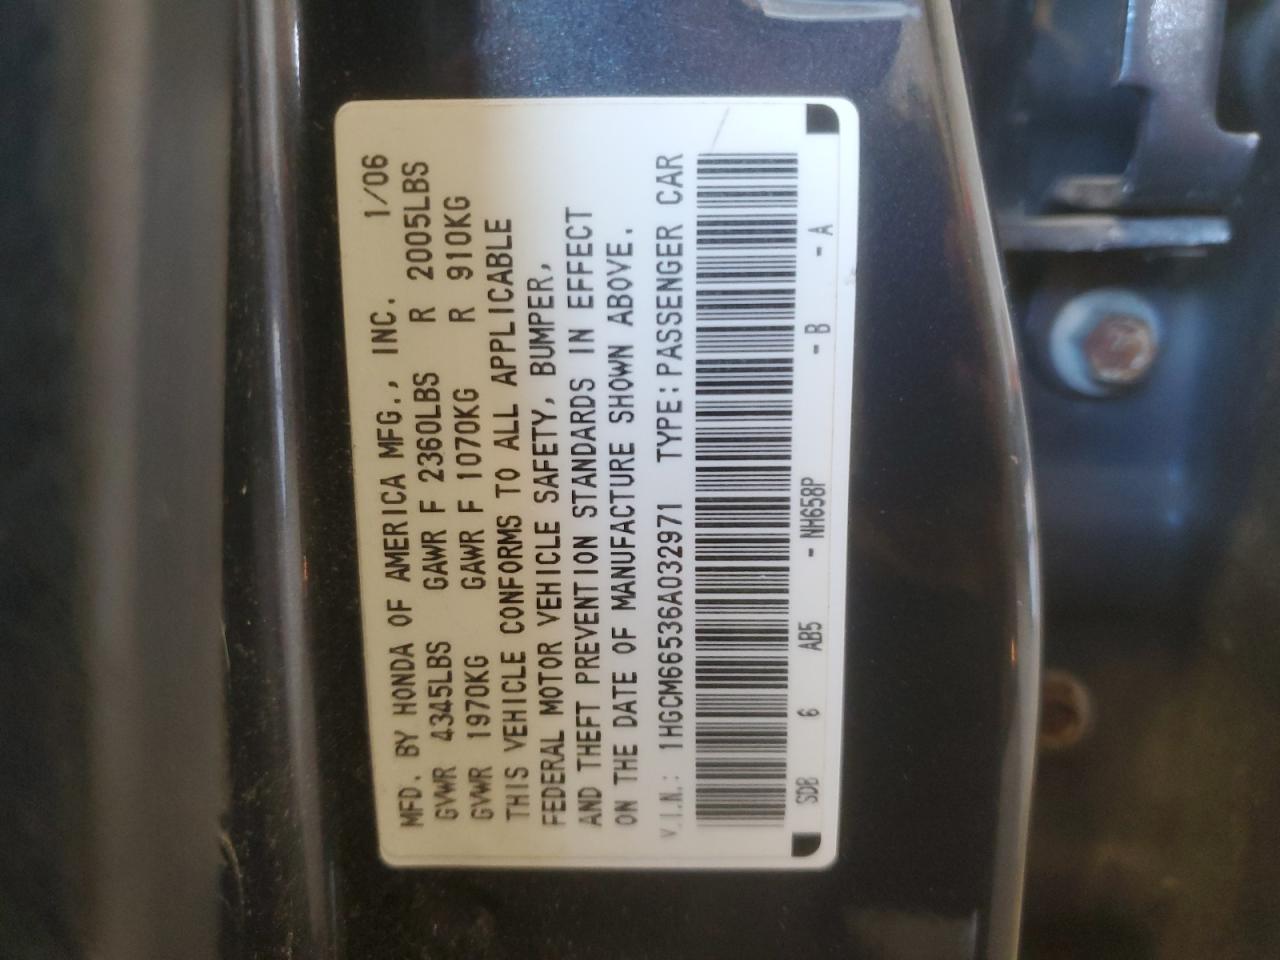 MFD. BY HONDA OF AMERICA MFG., INC. 1/06
GVWR 4345LBS GAWR F 2360LBS R 2005LBS
GVWR 1970KG GAWR F 1070KG R 910KG
THIS VEHICLE CONFORMS TO ALL APPLICABLE
FEDERAL MOTOR VEHICLE SAFETY, BUMPER,
AND THEFT PREVENTION STANDARDS IN EFFECT
ON THE DATE OF MANUFACTURE SHOWN ABOVE.
V.I.N.: 1HGCM66536A032971 TYPE: PASSENGER CAR
SDB 6 AB5 - NH658P - B - A